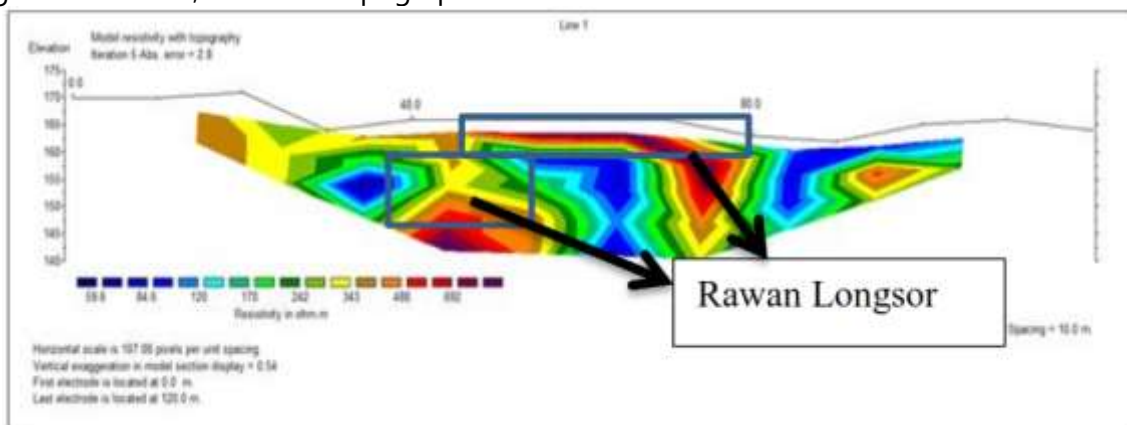 Line 1
Model resistivity with topography
Elevation
Iteration 5 Abs. error = 2.8
175
0.0
170
40.0
80.0
165
160
155
150
145
140
59.6 84.6 120 170 242 343 488 692
Resistivity in ohm.m
Rawan Longsor
Spacing = 10.0 m.
Horizontal scale is 197.06 pixels per unit spacing
Vertical exaggeration in model section display = 0.54
First electrode is located at 0.0 m.
Last electrode is located at 120.0 m.